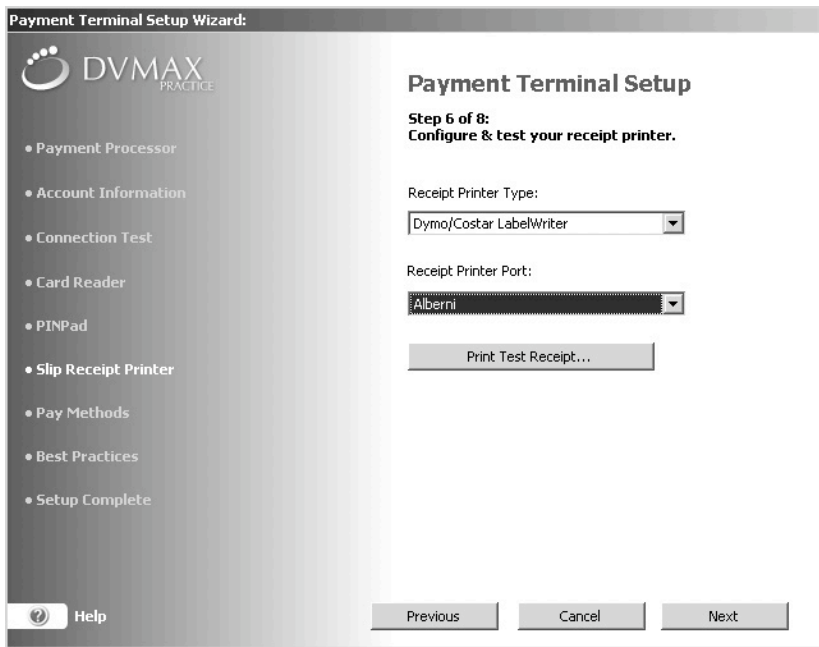 Payment Terminal Setup Wizard:
DVMAX
PRACTICE
• Payment Processor
• Account Information
• Connection Test
• Card Reader
• PINPad
• Slip Receipt Printer
• Pay Methods
• Best Practices
• Setup Complete
? Help
Payment Terminal Setup
Step 6 of 8:
Configure & test your receipt printer.
Receipt Printer Type:
Dymo/Costar LabelWriter
Receipt Printer Port:
Alberni
Print Test Receipt...
Previous Cancel Next